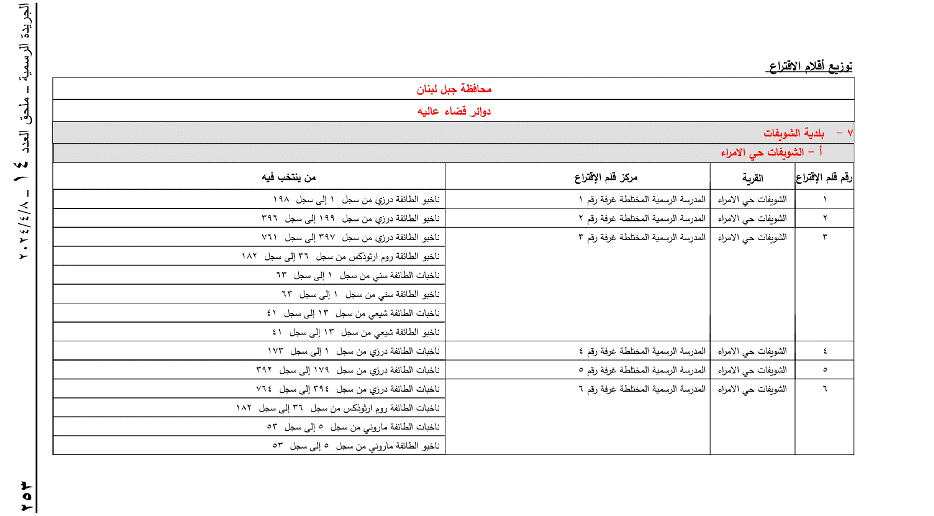 الجريدة الرسمية – ملحق العدد ١٤ – ٢٠٢٤/٤/٨
توزيع أقلام الإقتراع
محافظة جبل لبنان
دوائر قضاء عاليه
٧ – بلدية الشويفات
أ – الشويفات حي الامراء
رقم قلم الإقتراع القرية مركز قلم الإقتراع من ينتخب فيه
١ الشويفات حي الامراء المدرسة الرسمية المختلطة غرفة رقم ١ ناخبو الطائفة درزي من سجل ١ إلى سجل ١٩٨
٢ الشويفات حي الامراء المدرسة الرسمية المختلطة غرفة رقم ٢ ناخبو الطائفة درزي من سجل ١٩٩ إلى سجل ٣٩٦
٣ الشويفات حي الامراء المدرسة الرسمية المختلطة غرفة رقم ٣ ناخبو الطائفة درزي من سجل ٣٩٧ إلى سجل ٧٦١
ناخبو الطائفة روم ارثوذكس من سجل ٣٦ إلى سجل ١٨٢
ناخبات الطائفة سني من سجل ١ إلى سجل ٦٣
ناخبو الطائفة سني من سجل ١ إلى سجل ٦٣
ناخبات الطائفة شيعي من سجل ١٣ إلى سجل ٤١
ناخبو الطائفة شيعي من سجل ١٣ إلى سجل ٤١
٤ الشويفات حي الامراء المدرسة الرسمية المختلطة غرفة رقم ٤ ناخبات الطائفة درزي من سجل ١ إلى سجل ١٧٣
٥ الشويفات حي الامراء المدرسة الرسمية المختلطة غرفة رقم ٥ ناخبات الطائفة درزي من سجل ١٧٩ إلى سجل ٣٩٢
٦ الشويفات حي الامراء المدرسة الرسمية المختلطة غرفة رقم ٦ ناخبات الطائفة درزي من سجل ٣٩٤ إلى سجل ٧٦٤
ناخبات الطائفة روم ارثوذكس من سجل ٣٦ إلى سجل ١٨٢
ناخبات الطائفة ماروني من سجل ٥ إلى سجل ٥٣
ناخبو الطائفة ماروني من سجل ٥ إلى سجل ٥٣
٢٥٣